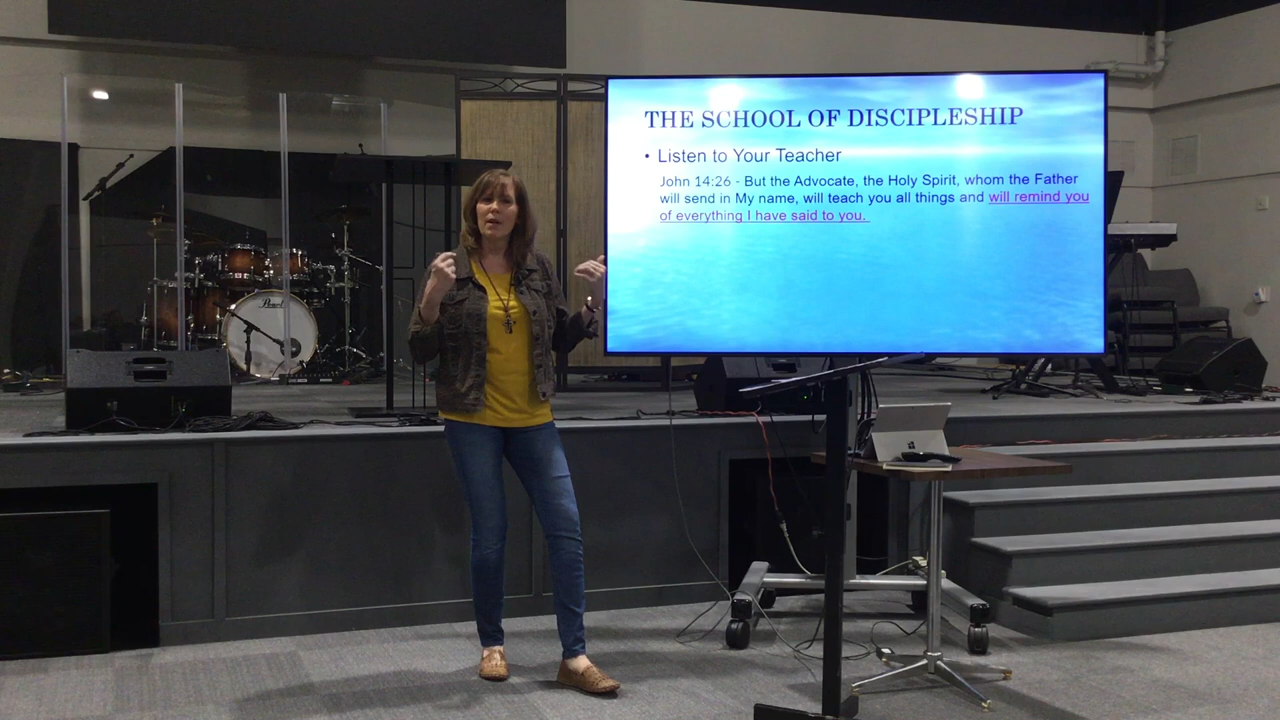 THE SCHOOL OF DISCIPLESHIP
• Listen to Your Teacher
John 14:26 - But the Advocate, the Holy Spirit, whom the Father
will send in My name, will teach you all things and will remind you
of everything I have said to you.
Pearl